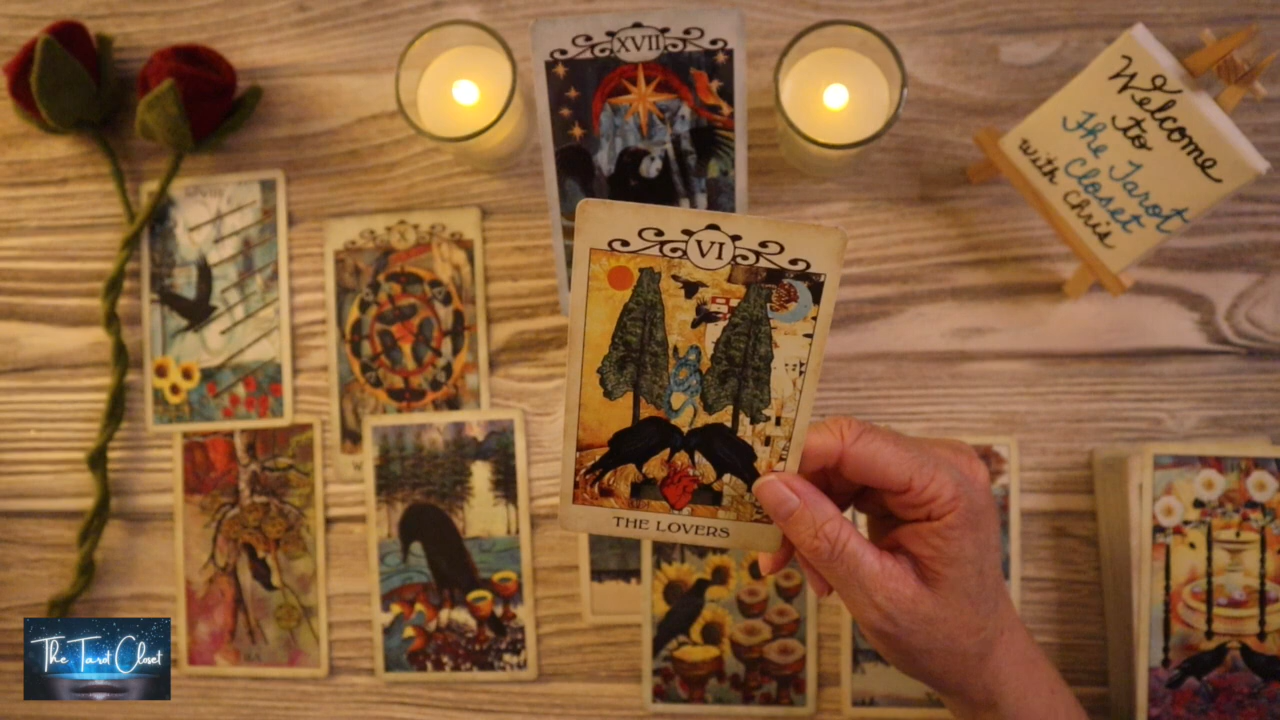 XVII
Welcome
to
The Tarot
Closet
with Chris
VI
THE LOVERS
X
The Tarot Closet